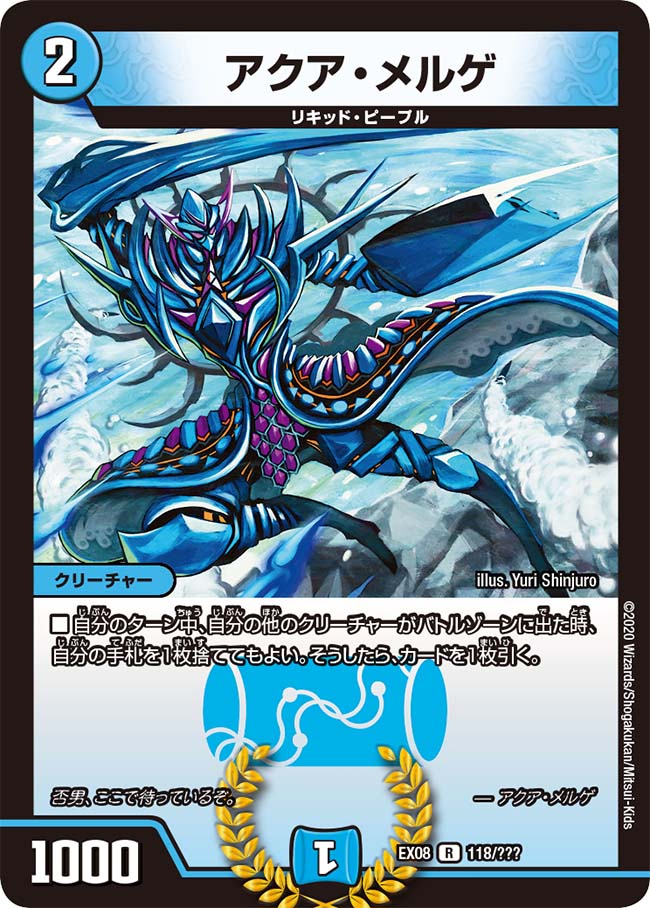 2
アクア・メルゲ
リキッド・ピープル
クリーチャー
illus. Yuri Shinjuro
■自分のターン中、自分の他のクリーチャーがバトルゾーンに出た時、
自分の手札を1枚捨ててもよい。そうしたら、カードを1枚引く。
否男、ここで待っているぞ。 ― アクア・メルゲ
1000
1
EX08 R 118/???
©2020 Wizards/Shogakukan/Mitsui-Kids